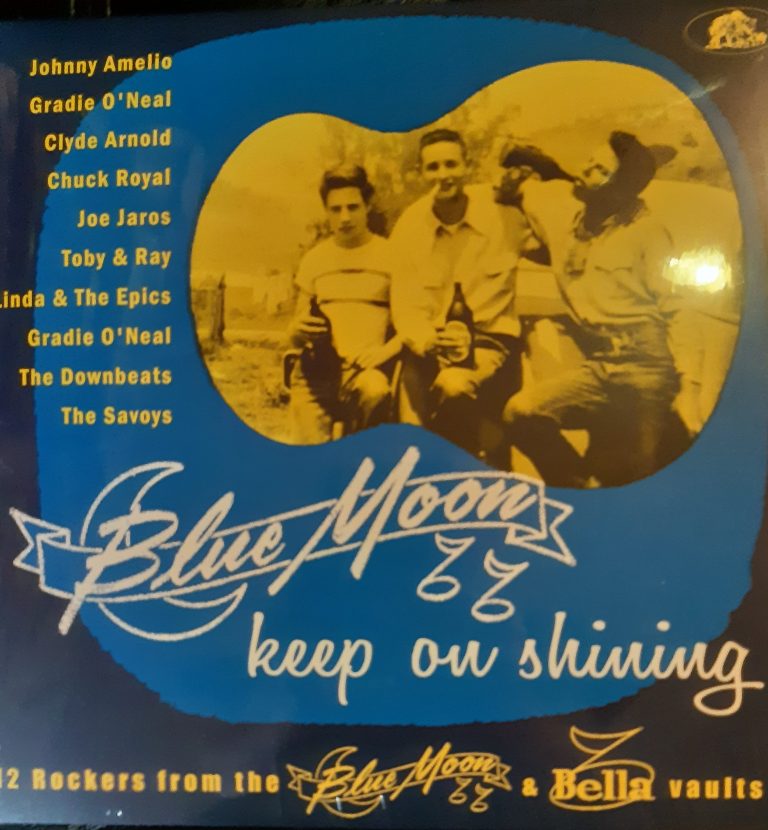 Johnny Amelio
Gradie O'Neal
Clyde Arnold
Chuck Royal
Joe Jaros
Toby & Ray
Linda & The Epics
Gradie O'Neal
The Downbeats
The Savoys
Blue Moon
keep on shining
12 Rockers from the Blue Moon & Bella vaults